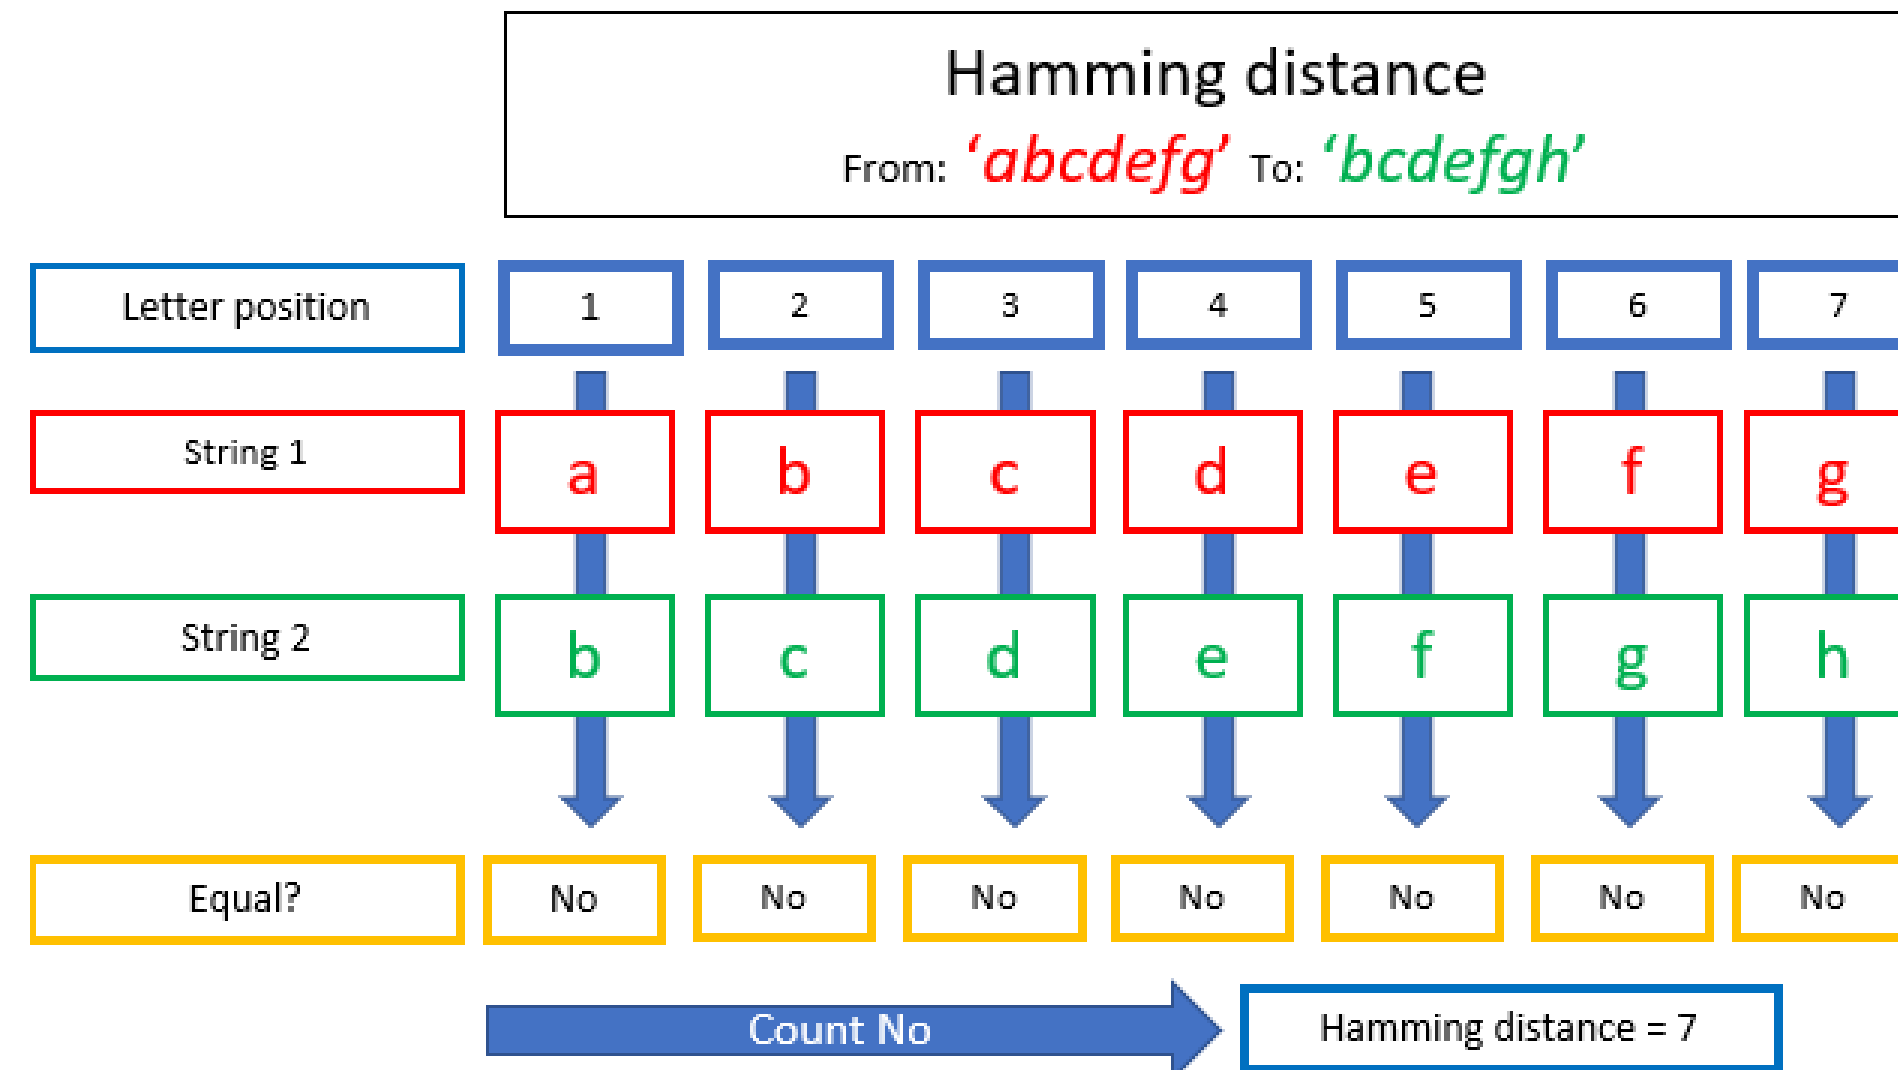 Hamming distance
From: ‘abcdefg’ To: ‘bcdefgh’
Letter position 1 2 3 4 5 6 7
String 1 a b c d e f g
String 2 b c d e f g h
Equal? No No No No No No No
Count No Hamming distance = 7